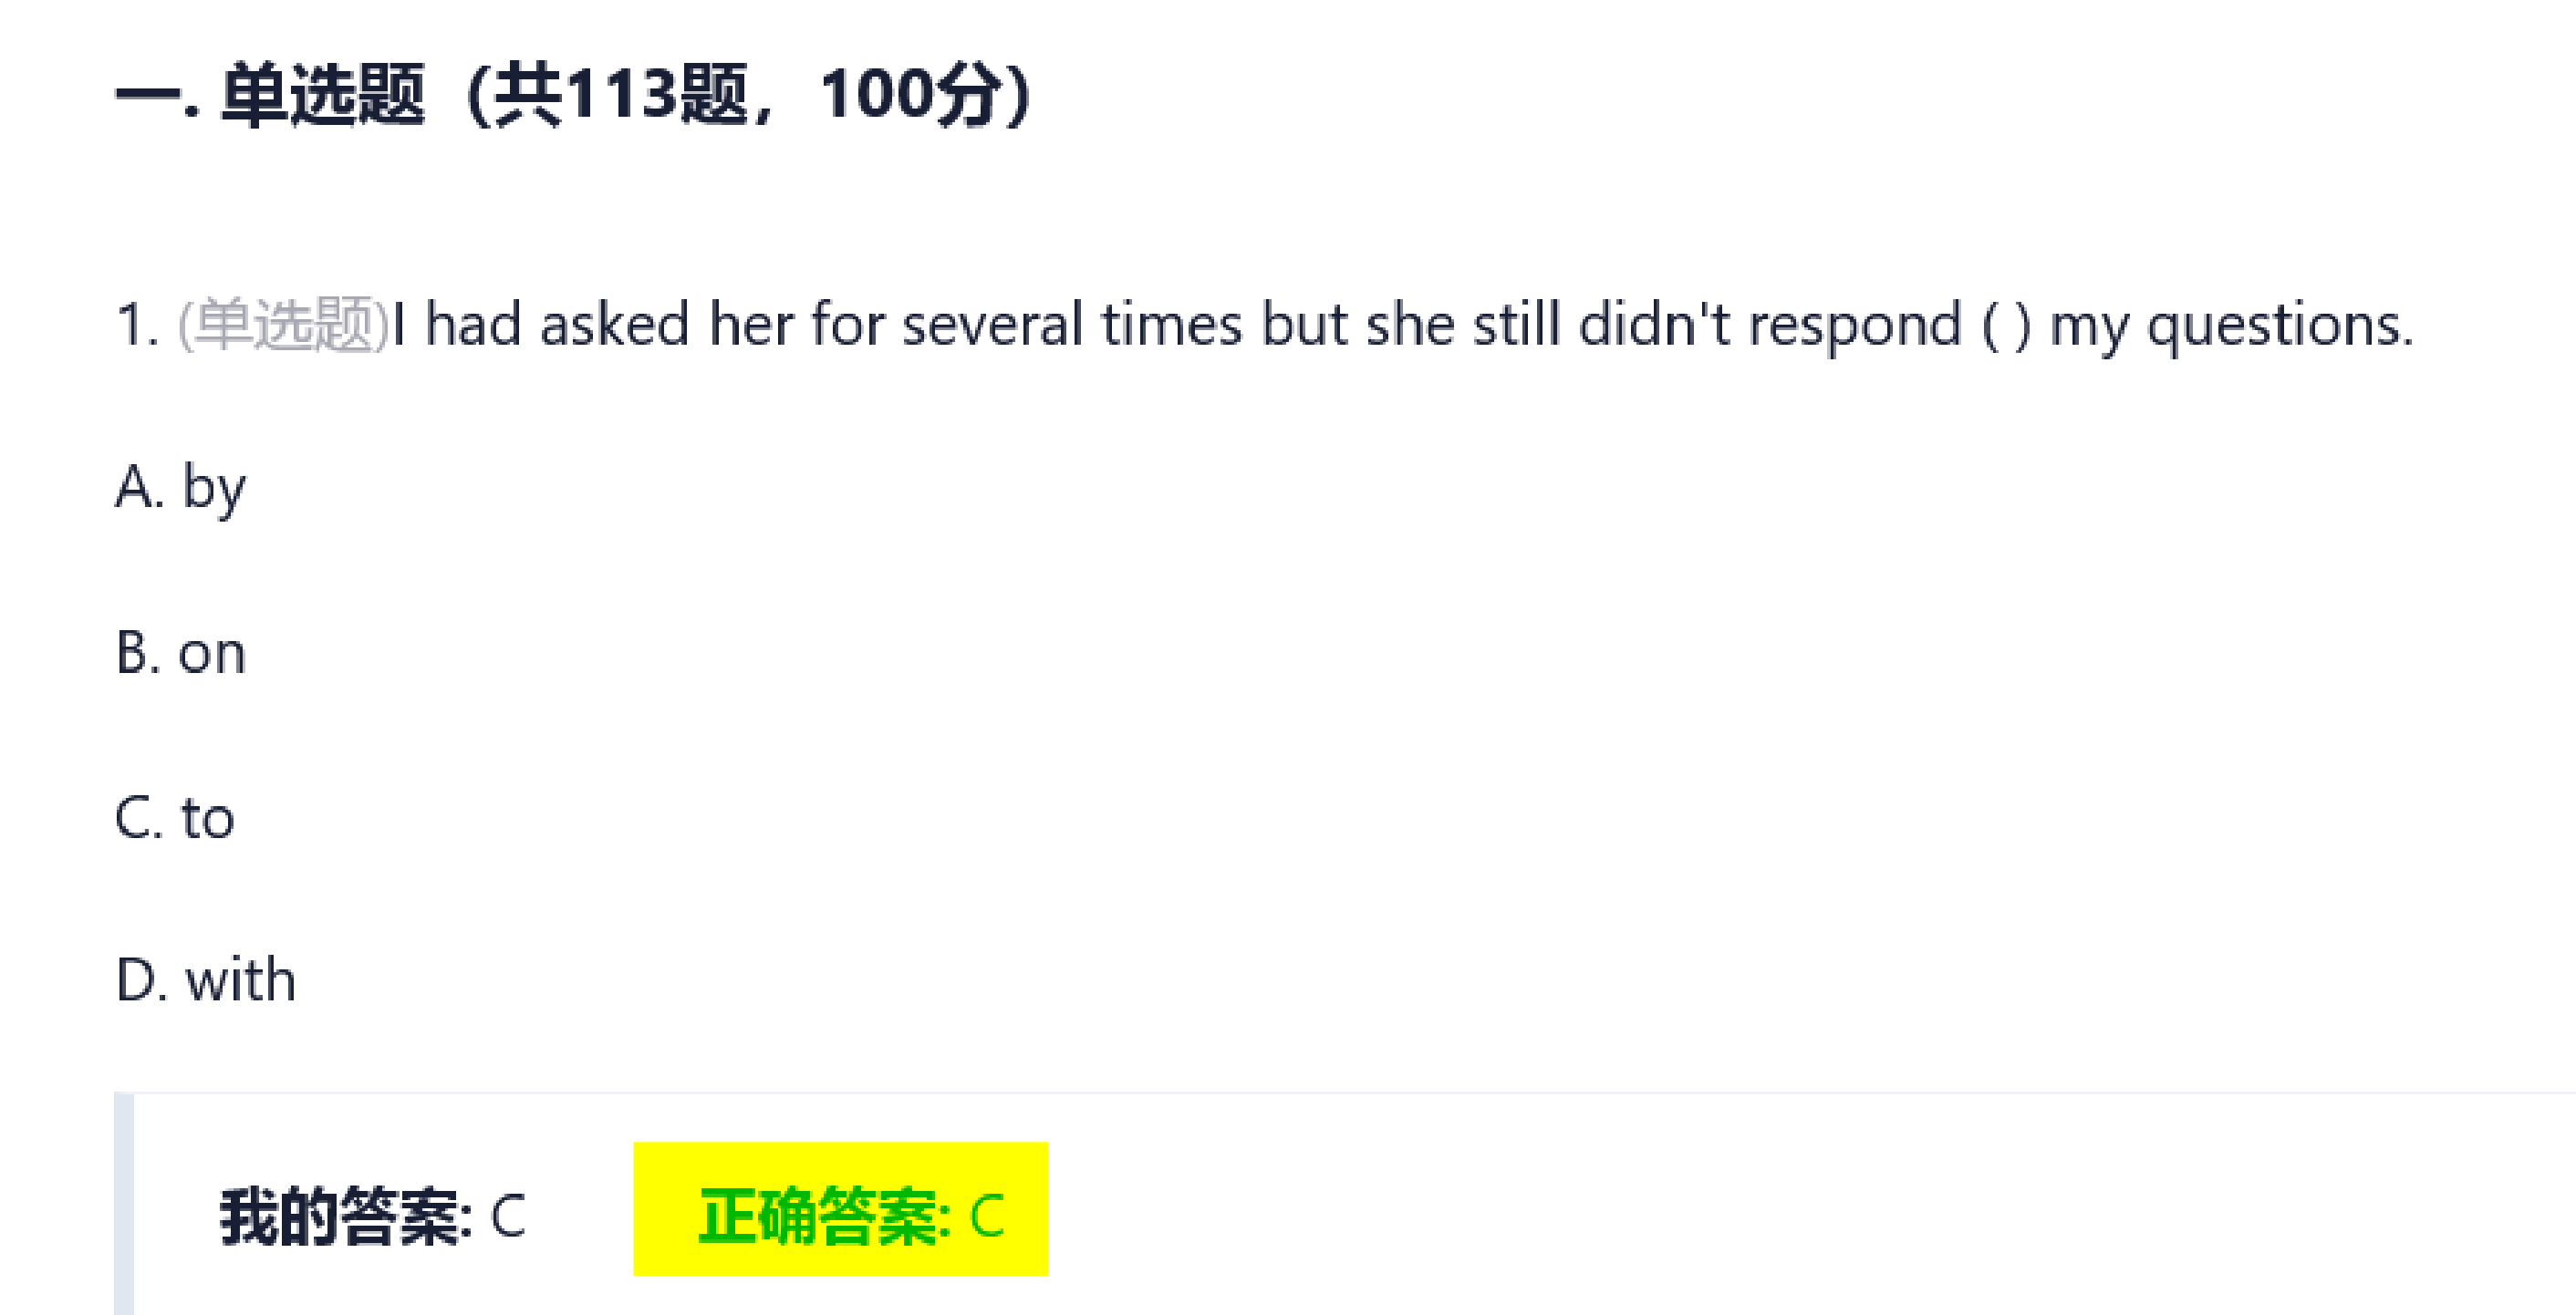 一. 单选题（共113题，100分）
1. (单选题)I had asked her for several times but she still didn't respond ( ) my questions.
A. by
B. on
C. to
D. with
我的答案: C 正确答案: C